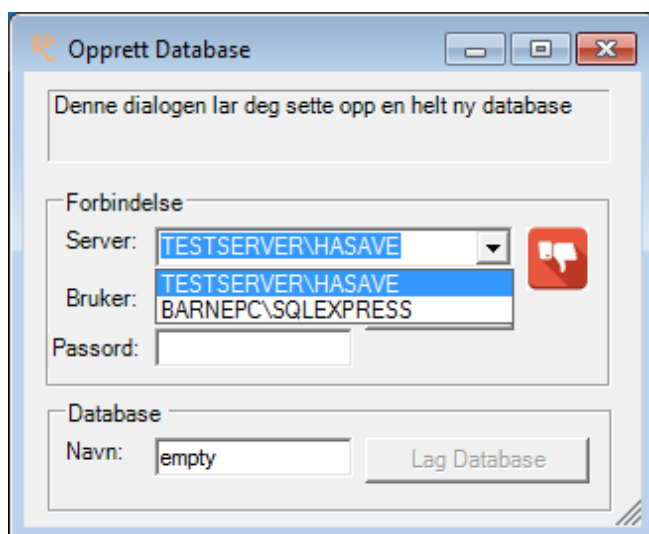 Opprett Database
Denne dialogen lar deg sette opp en helt ny database
Forbindelse
Server: TESTSERVER\HASAVE
TESTSERVER\HASAVE
Bruker: BARNEPC\SQLEXPRESS
Passord:
Database
Navn: empty Lag Database